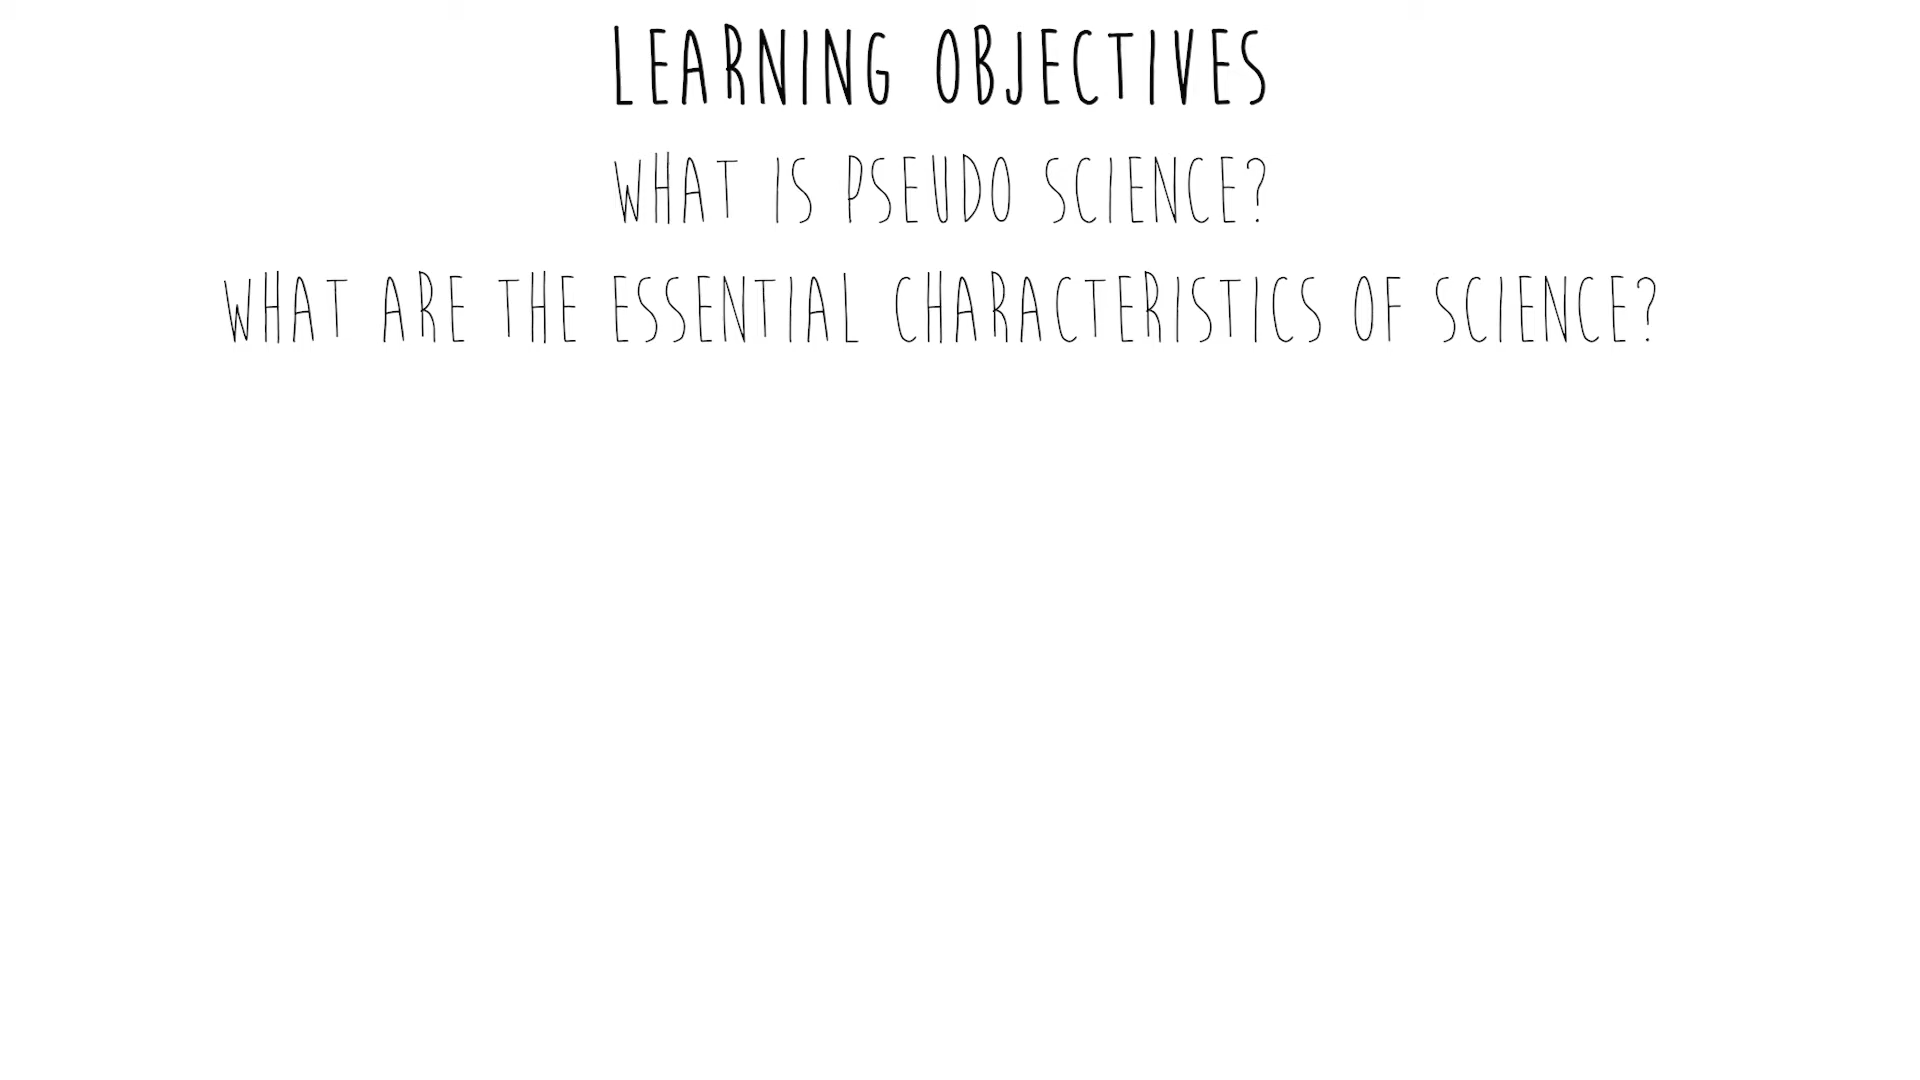 LEARNING OBJECTIVES
WHAT IS PSEUDO SCIENCE?
WHAT ARE THE ESSENTIAL CHARACTERISTICS OF SCIENCE?